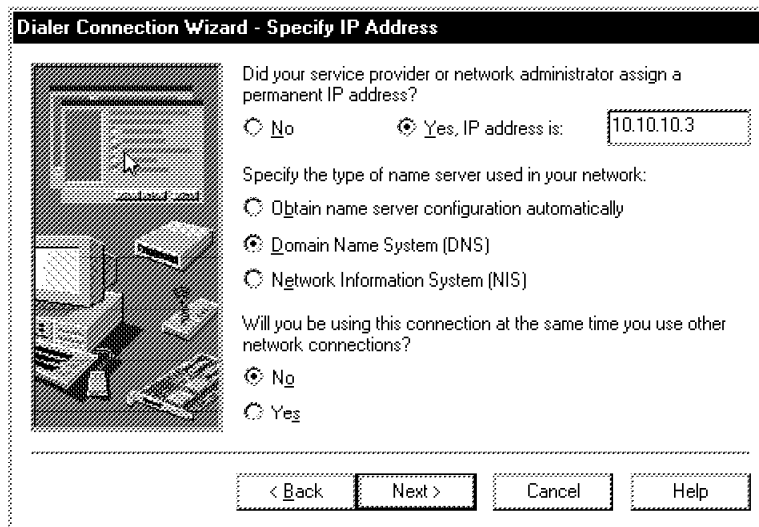 Dialer Connection Wizard - Specify IP Address
Did your service provider or network administrator assign a
permanent IP address?
No Yes, IP address is: 10.10.10.3
Specify the type of name server used in your network:
Obtain name server configuration automatically
Domain Name System (DNS)
Network Information System (NIS)
Will you be using this connection at the same time you use other
network connections?
No
Yes
< Back Next > Cancel Help